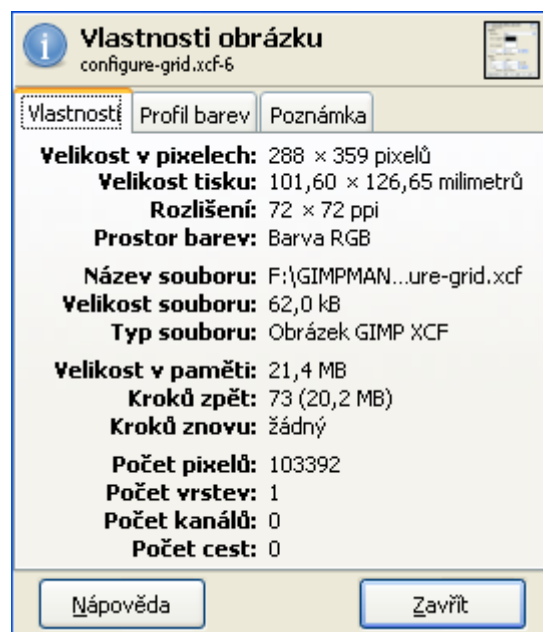 Vlastnosti obrázku
configure-grid.xcf-6
Vlastnosti Profil barev Poznámka
Velikost v pixelech: 288 × 359 pixelů
Velikost tisku: 101,60 × 126,65 milimetrů
Rozlišení: 72 × 72 ppi
Prostor barev: Barva RGB
Název souboru: F:\GIMPMAN...ure-grid.xcf
Velikost souboru: 62,0 kB
Typ souboru: Obrázek GIMP XCF
Velikost v paměti: 21,4 MB
Kroků zpět: 73 (20,2 MB)
Kroků znovu: žádný
Počet pixelů: 103392
Počet vrstev: 1
Počet kanálů: 0
Počet cest: 0
Nápověda Zavřít